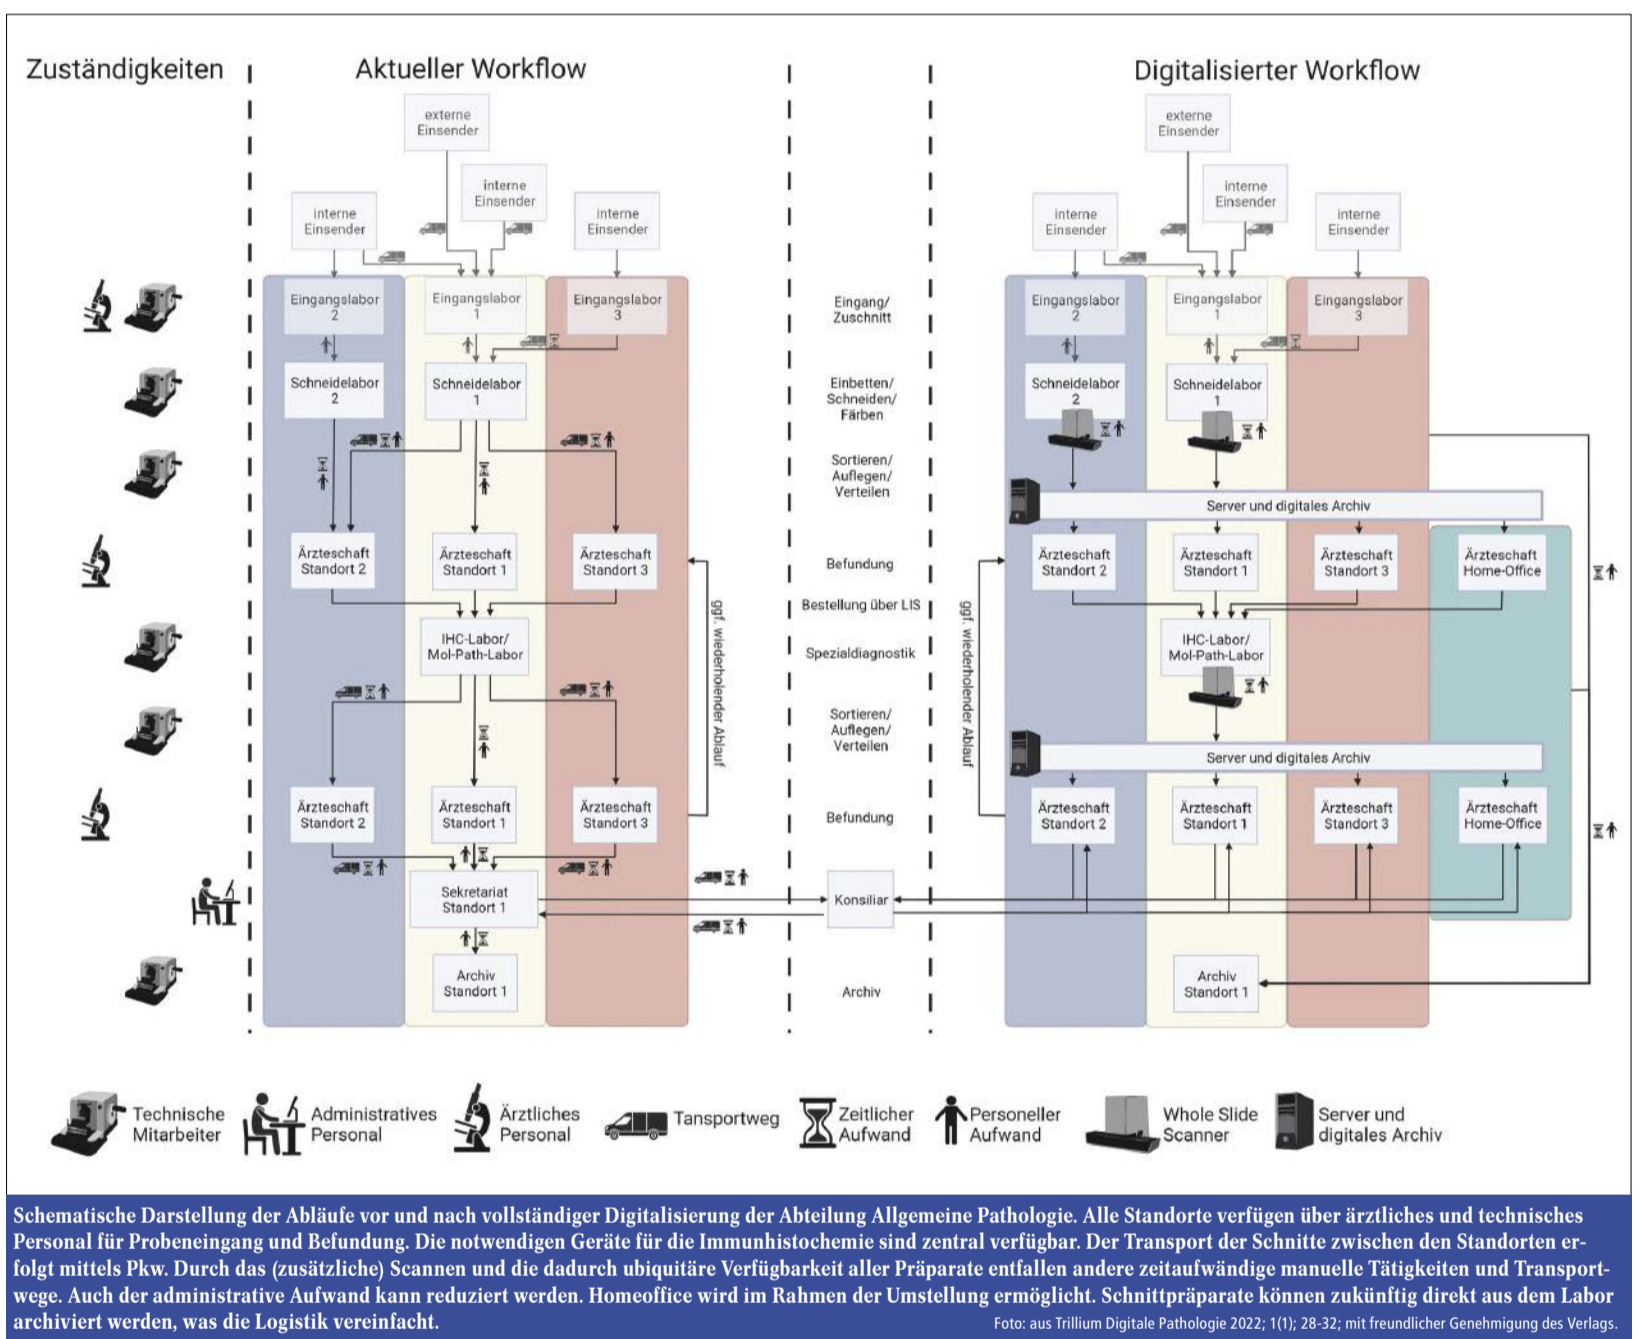 Zuständigkeiten
Aktueller Workflow
Digitalisierter Workflow
externe
Einsender
interne
Einsender
interne
Einsender
interne
Einsender
Eingangslabor
2
Eingangslabor
1
Eingangslabor
3
Schneidelabor
2
Schneidelabor
1
Ärzteschaft
Standort 2
Ärzteschaft
Standort 1
Ärzteschaft
Standort 3
IHC-Labor/
Mol-Path-Labor
ggf. wiederholender Ablauf
Ärzteschaft
Standort 2
Ärzteschaft
Standort 1
Ärzteschaft
Standort 3
Sekretariat
Standort 1
Archiv
Standort 1
Eingang/
Zuschnitt
Einbetten/
Schneiden/
Färben
Sortieren/
Auflegen/
Verteilen
Befundung
Bestellung über LIS
Spezialdiagnostik
Sortieren/
Auflegen/
Verteilen
Befundung
Konsiliar
Archiv
externe
Einsender
interne
Einsender
interne
Einsender
interne
Einsender
Eingangslabor
2
Eingangslabor
1
Eingangslabor
3
Schneidelabor
2
Schneidelabor
1
Server und digitales Archiv
Ärzteschaft
Standort 2
Ärzteschaft
Standort 1
Ärzteschaft
Standort 3
Ärzteschaft
Home-Office
IHC-Labor/
Mol-Path-Labor
ggf. wiederholender Ablauf
Server und digitales Archiv
Ärzteschaft
Standort 2
Ärzteschaft
Standort 1
Ärzteschaft
Standort 3
Ärzteschaft
Home-Office
Archiv
Standort 1
Technische
Mitarbeiter
Administratives
Personal
Ärztliches
Personal
Tansportweg
Zeitlicher
Aufwand
Personeller
Aufwand
Whole Slide
Scanner
Server und
digitales Archiv
Schematische Darstellung der Abläufe vor und nach vollständiger Digitalisierung der Abteilung Allgemeine Pathologie. Alle Standorte verfügen über ärztliches und technisches
Personal für Probeneingang und Befundung. Die notwendigen Geräte für die Immunhistochemie sind zentral verfügbar. Der Transport der Schnitte zwischen den Standorten er-
folgt mittels Pkw. Durch das (zusätzliche) Scannen und die dadurch ubiquitäre Verfügbarkeit aller Präparate entfallen andere zeitaufwändige manuelle Tätigkeiten und Transport-
wege. Auch der administrative Aufwand kann reduziert werden. Homeoffice wird im Rahmen der Umstellung ermöglicht. Schnittpräparate können zukünftig direkt aus dem Labor
archiviert werden, was die Logistik vereinfacht.
Foto: aus Trillium Digitale Pathologie 2022; 1(1); 28-32; mit freundlicher Genehmigung des Verlags.